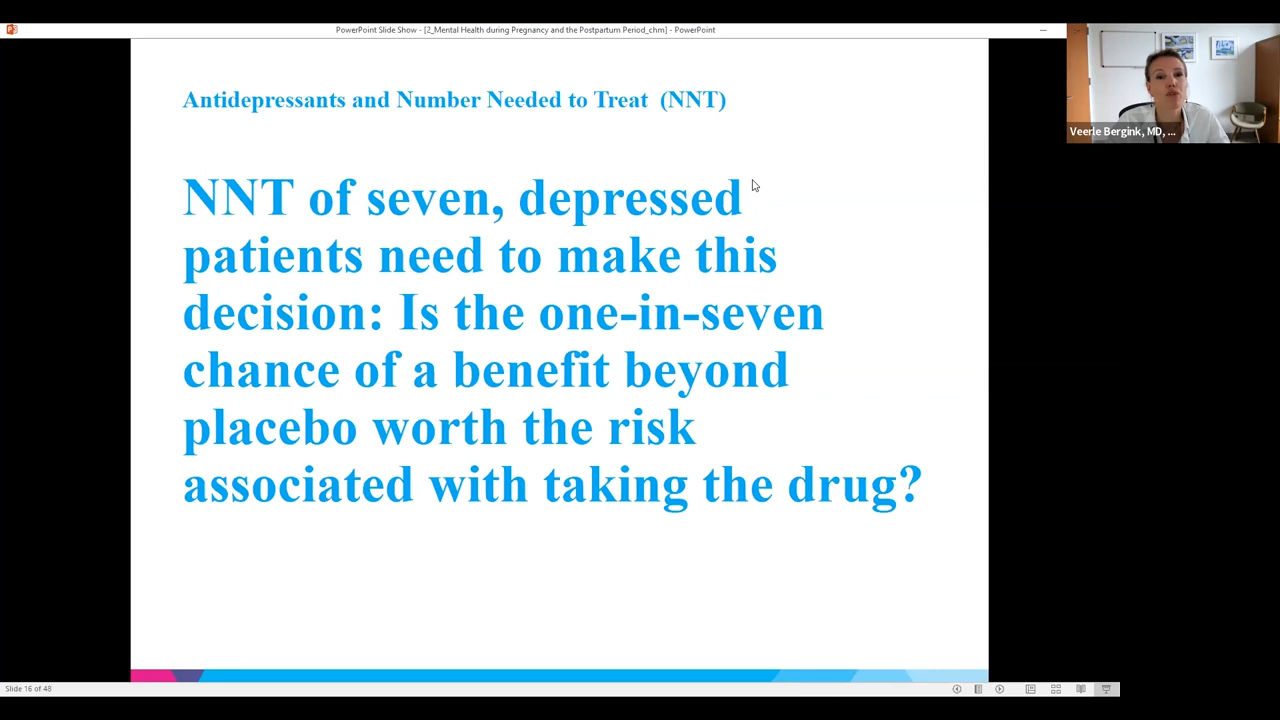 PowerPoint Slide Show - [2_Mental Health during Pregnancy and the Postpartum Period_chm] - PowerPoint
Antidepressants and Number Needed to Treat (NNT)
NNT of seven, depressed
patients need to make this
decision: Is the one-in-seven
chance of a benefit beyond
placebo worth the risk
associated with taking the drug?
Veerle Bergink, MD, ...
Slide 16 of 48